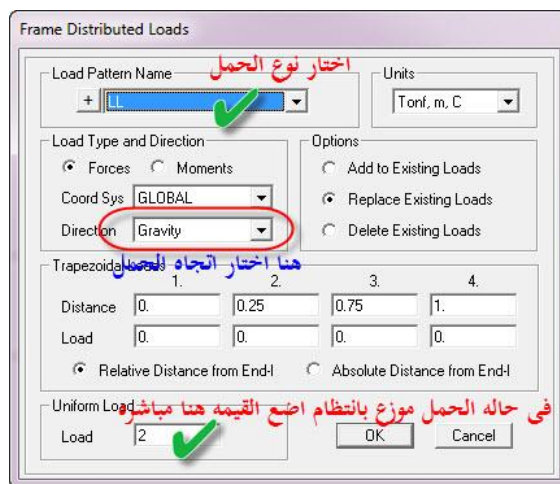 Frame Distributed Loads
اختار نوع الحمل
Load Pattern Name
Units
+ LL
Tonf, m, C
Load Type and Direction
Options
Forces Moments
Add to Existing Loads
Coord Sys GLOBAL
Replace Existing Loads
Direction Gravity
Delete Existing Loads
هنا اختار اتجاه الحمل
Trapezoidal Loads
1. 2. 3. 4.
Distance 0. 0.25 0.75 1.
Load 0. 0. 0. 0.
Relative Distance from End-I Absolute Distance from End-I
فى حاله الحمل موزع بانتظام اضع القيمه هنا مباشره
Uniform Load
Load 2
OK Cancel